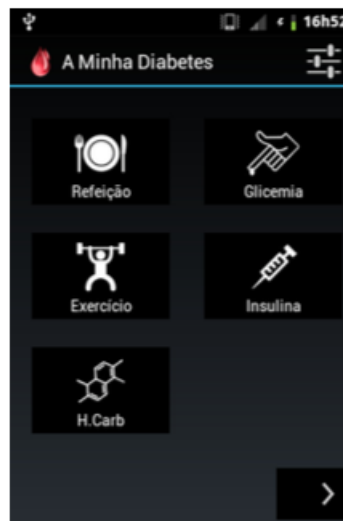 16h52
A Minha Diabetes
Refeição
Glicemia
Exercício
Insulina
H.Carb